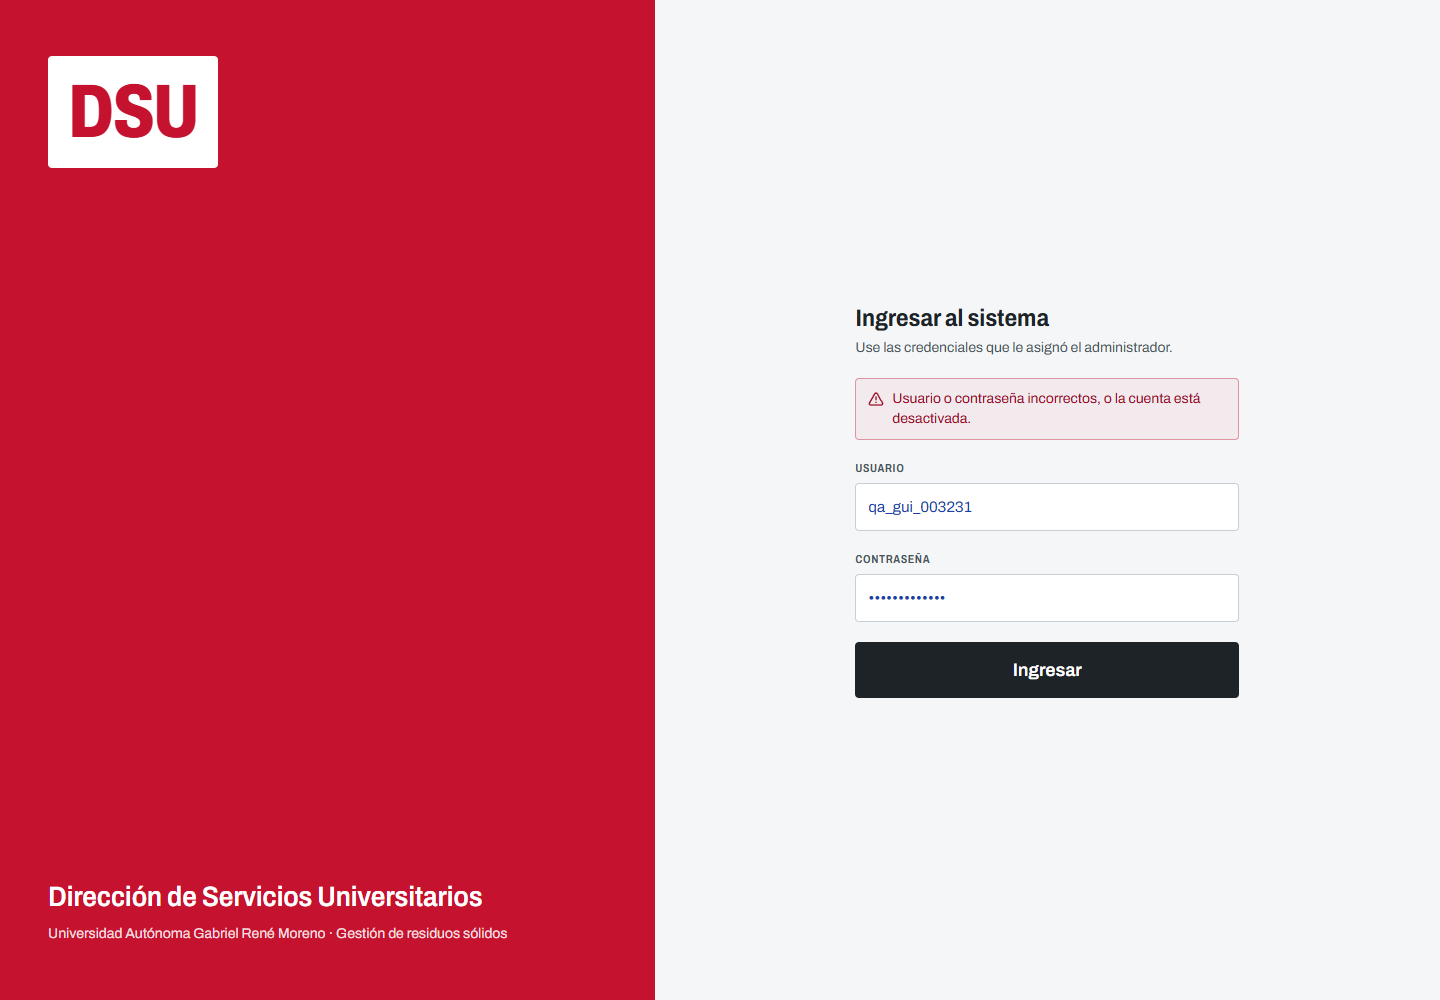 DSU
Dirección de Servicios Universitarios
Universidad Autónoma Gabriel René Moreno · Gestión de residuos sólidos
Ingresar al sistema
Use las credenciales que le asignó el administrador.
Usuario o contraseña incorrectos, o la cuenta está
desactivada.
USUARIO
qa_gui_003231
CONTRASEÑA
•••••••••••••
Ingresar